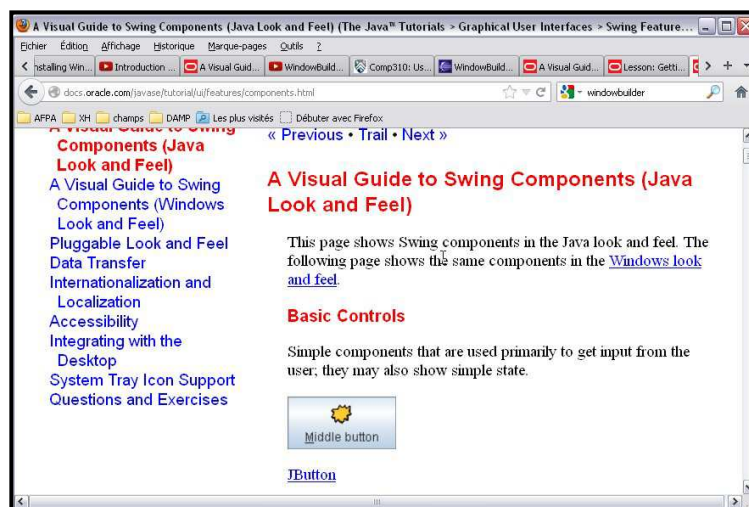 A Visual Guide to Swing Components (Java Look and Feel) (The Java™ Tutorials > Graphical User Interfaces > Swing Feature...
Fichier Édition Affichage Historique Marque-pages Outils ?
nstalling Win... Introduction ... A Visual Guid... WindowBuild... Comp310: Us... WindowBuild... A Visual Guid... Lesson: Getti...
docs.oracle.com/javase/tutorial/ui/features/components.html windowbuilder
AFPA XH champs DAMP Les plus visités Débuter avec Firefox
A Visual Guide to Swing
Components (Java
Look and Feel)
A Visual Guide to Swing
Components (Windows
Look and Feel)
Pluggable Look and Feel
Data Transfer
Internationalization and
Localization
Accessibility
Integrating with the
Desktop
System Tray Icon Support
Questions and Exercises
« Previous • Trail • Next »
A Visual Guide to Swing Components (Java
Look and Feel)
This page shows Swing components in the Java look and feel. The
following page shows the same components in the Windows look
and feel.
Basic Controls
Simple components that are used primarily to get input from the
user; they may also show simple state.
Middle button
JButton